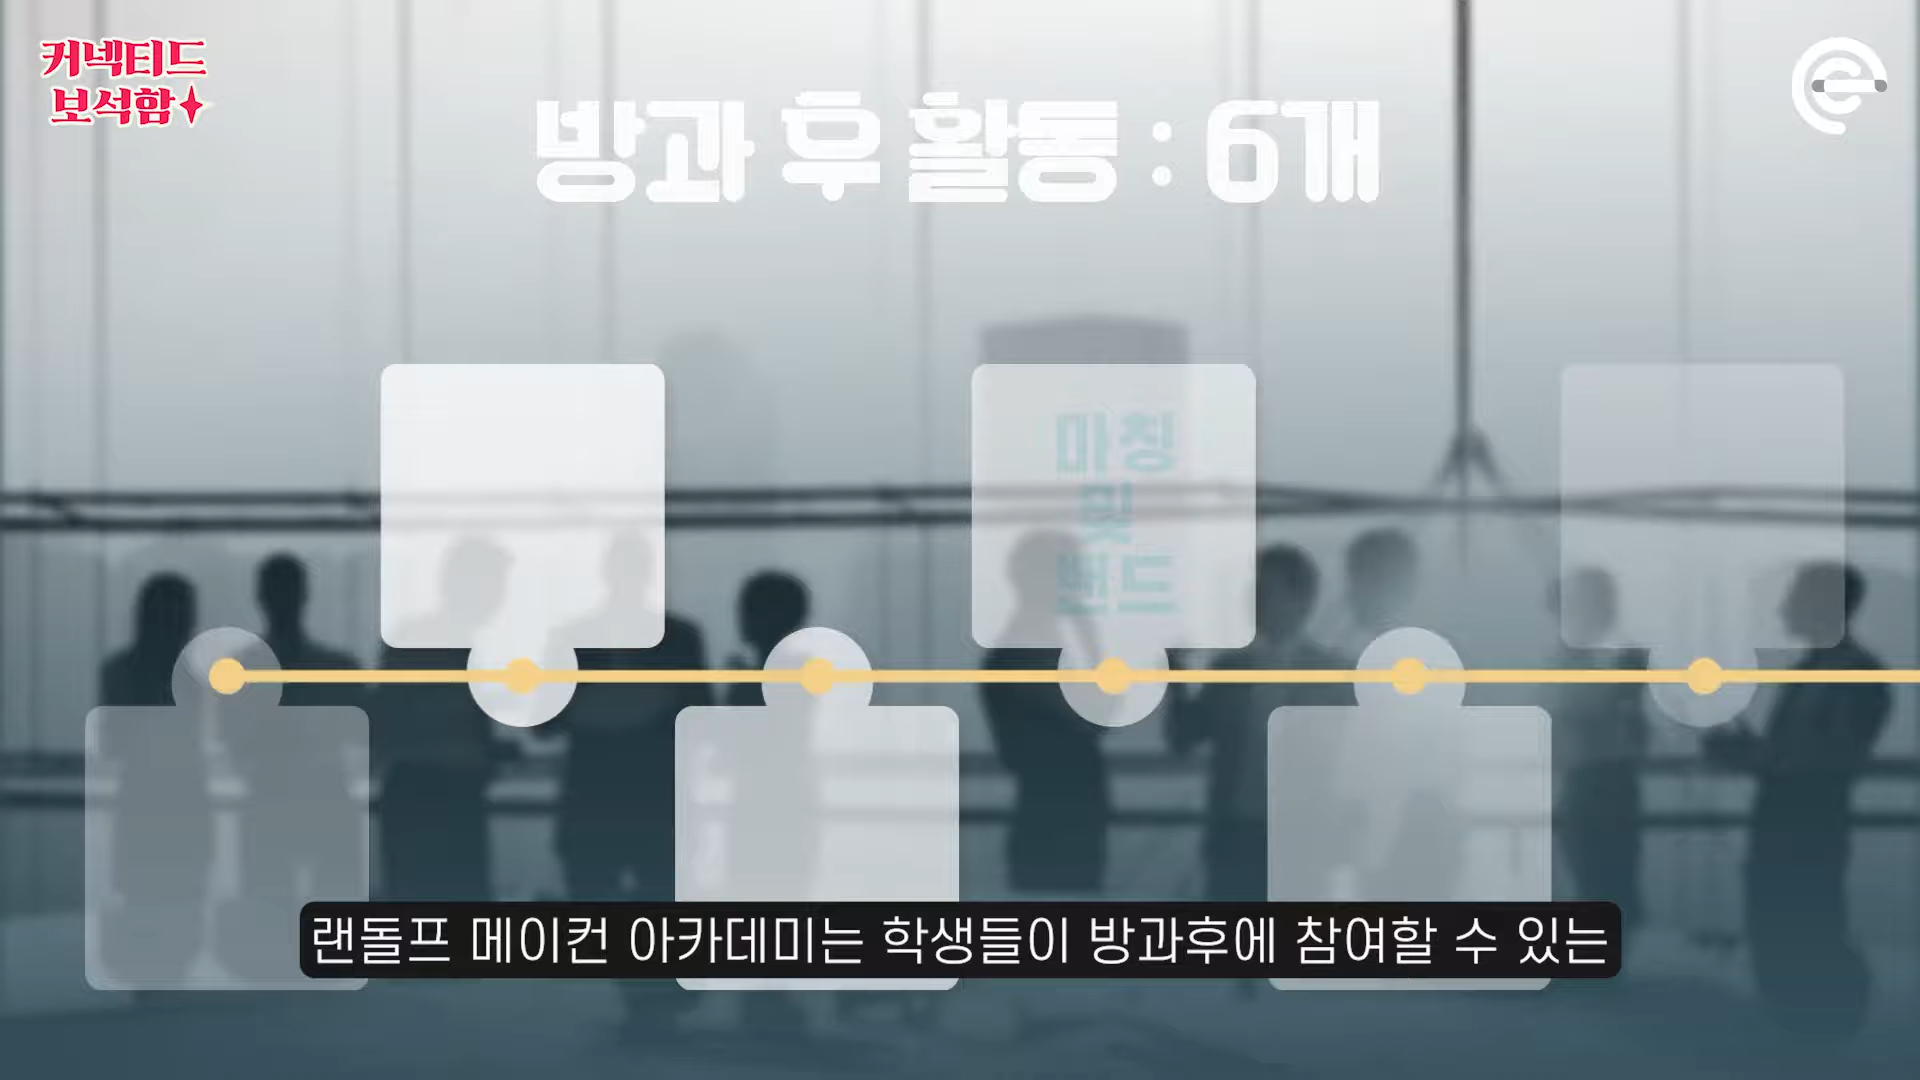 커넥티드
보석함
방과 후 활동 : 6개
마칭
및
밴드
랜돌프 메이컨 아카데미는 학생들이 방과후에 참여할 수 있는